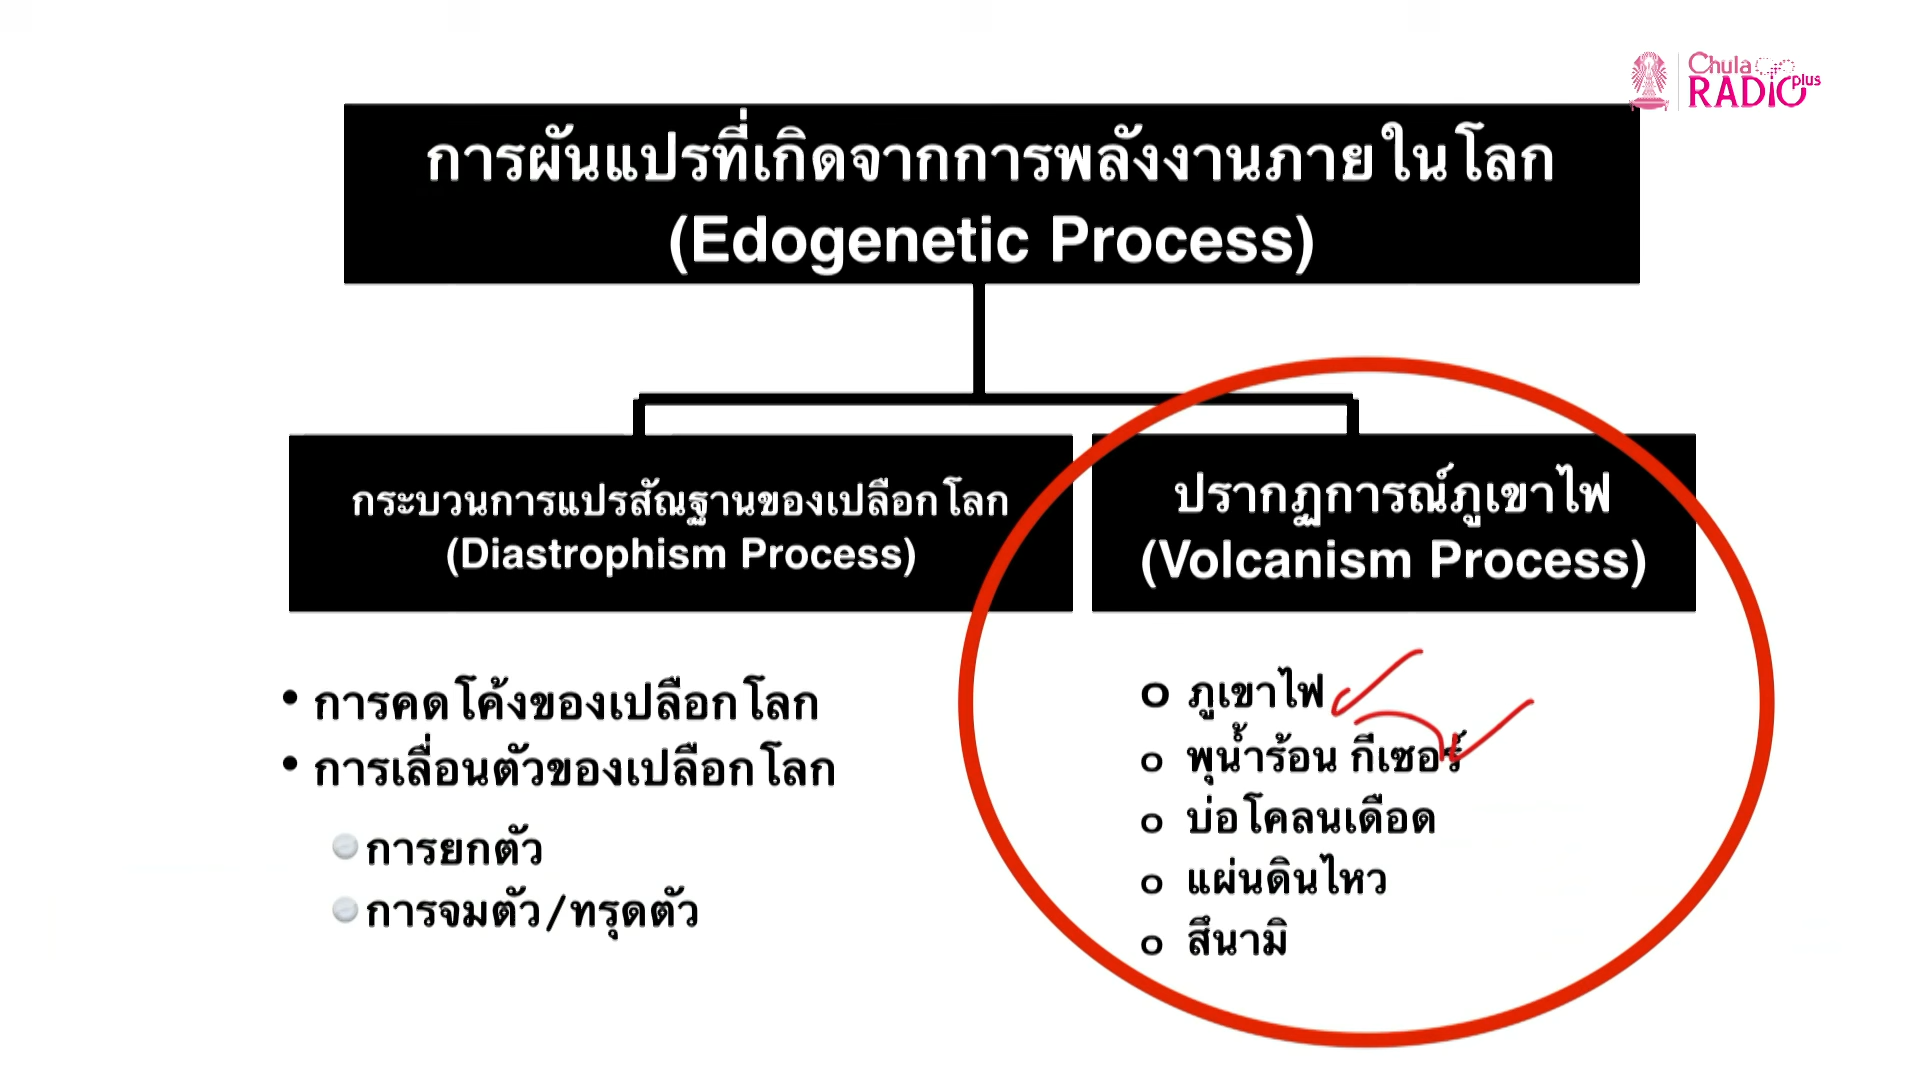 Chula
RADIO plus
การผันแปรที่เกิดจากการพลังงานภายในโลก
(Edogenetic Process)
กระบวนการแปรสัณฐานของเปลือกโลก
(Diastrophism Process)
• การคดโค้งของเปลือกโลก
• การเลื่อนตัวของเปลือกโลก
การยกตัว
การจมตัว/ทรุดตัว
ปรากฏการณ์ภูเขาไฟ
(Volcanism Process)
o ภูเขาไฟ
o พุน้ำร้อน กีเซอร์
o บ่อโคลนเดือด
o แผ่นดินไหว
o สึนามิ